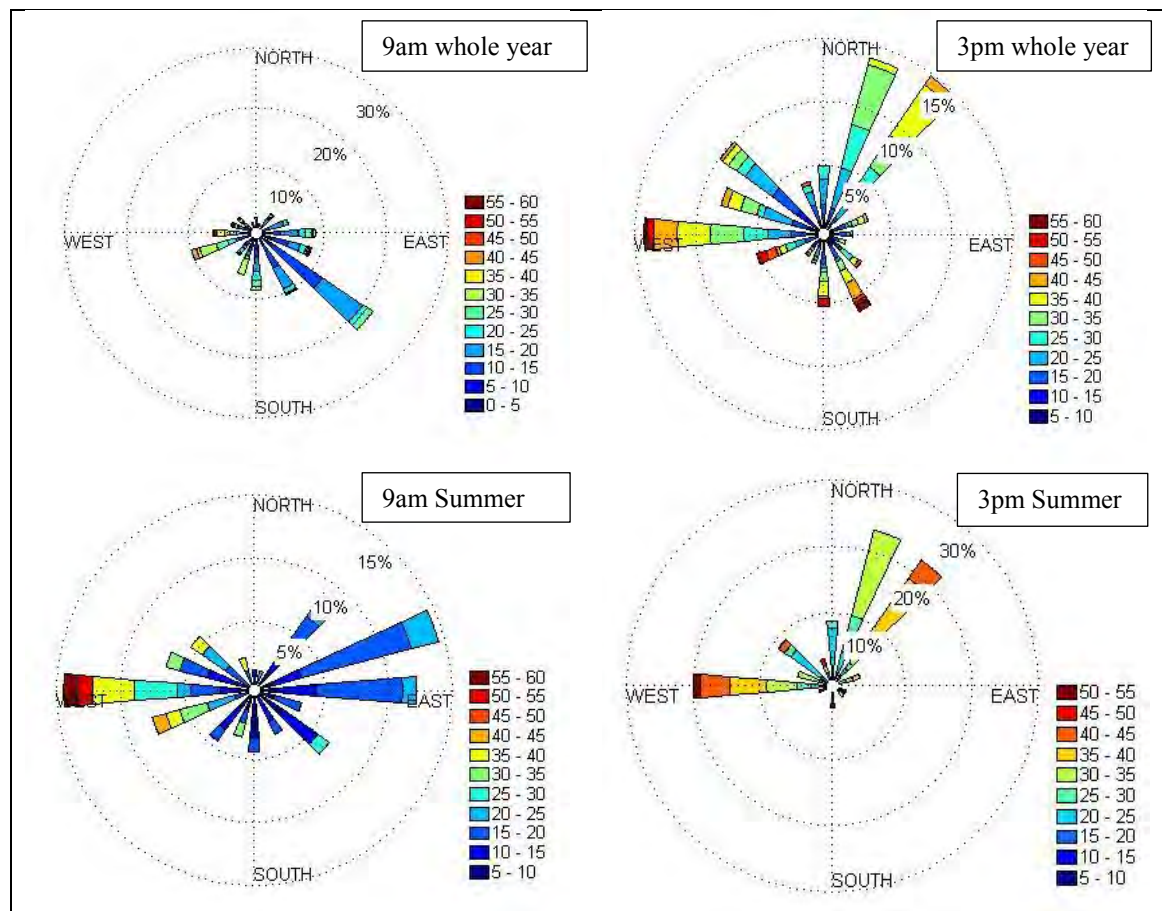 9am whole year
NORTH
30%
20%
10%
WEST
EAST
SOUTH
55 - 60
50 - 55
45 - 50
40 - 45
35 - 40
30 - 35
25 - 30
20 - 25
15 - 20
10 - 15
5 - 10
0 - 5
3pm whole year
NORTH
15%
10%
5%
WEST
EAST
SOUTH
55 - 60
50 - 55
45 - 50
40 - 45
35 - 40
30 - 35
25 - 30
20 - 25
15 - 20
10 - 15
5 - 10
9am Summer
NORTH
15%
10%
5%
WEST
EAST
SOUTH
55 - 60
50 - 55
45 - 50
40 - 45
35 - 40
30 - 35
25 - 30
20 - 25
15 - 20
10 - 15
5 - 10
3pm Summer
NORTH
30%
20%
10%
WEST
EAST
SOUTH
50 - 55
45 - 50
40 - 45
35 - 40
30 - 35
25 - 30
20 - 25
15 - 20
10 - 15
5 - 10